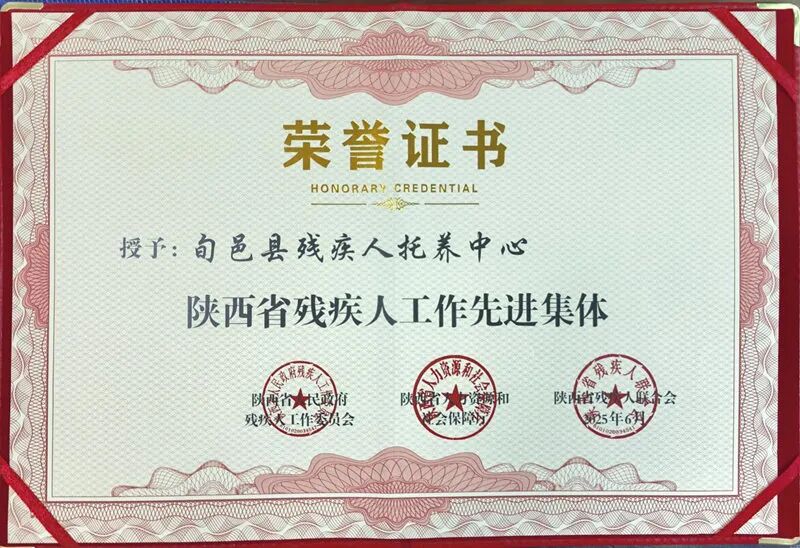 荣誉证书
HONORARY CREDENTIAL
授予：旬邑县残疾人托养中心
陕西省残疾人工作先进集体
陕西省人民政府
残疾人工作委员会
陕西省人力资源和
社会保障厅
陕西省残疾人联合会
2025年6月